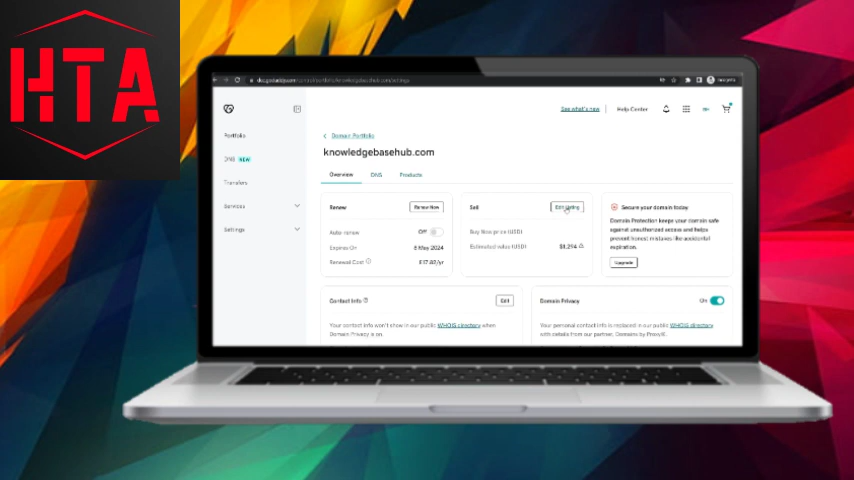 HTA
See what's new
Help Center
Portfolio
DNS NEW
Transfers
Services
Settings
Domain Portfolio
knowledgebasehub.com
Overview
DNS
Products
Renew
Renew Now
Auto-renew
Off
Expires On
8 May 2024
Renewal Cost
£17.82/yr
Sell
Edit Listing
Buy Now price (USD)
Estimated value (USD)
$1,294
Secure your domain today
Domain Protection keeps your domain safe
against unauthorized access and helps
prevent honest mistakes like accidental
expiration.
Upgrade
Contact Info
Edit
Your contact info won't show in our public WHOIS directory when
Domain Privacy is on.
Domain Privacy
On
Your personal contact info is replaced in our public WHOIS directory
with details from our partner, Domains by Proxy